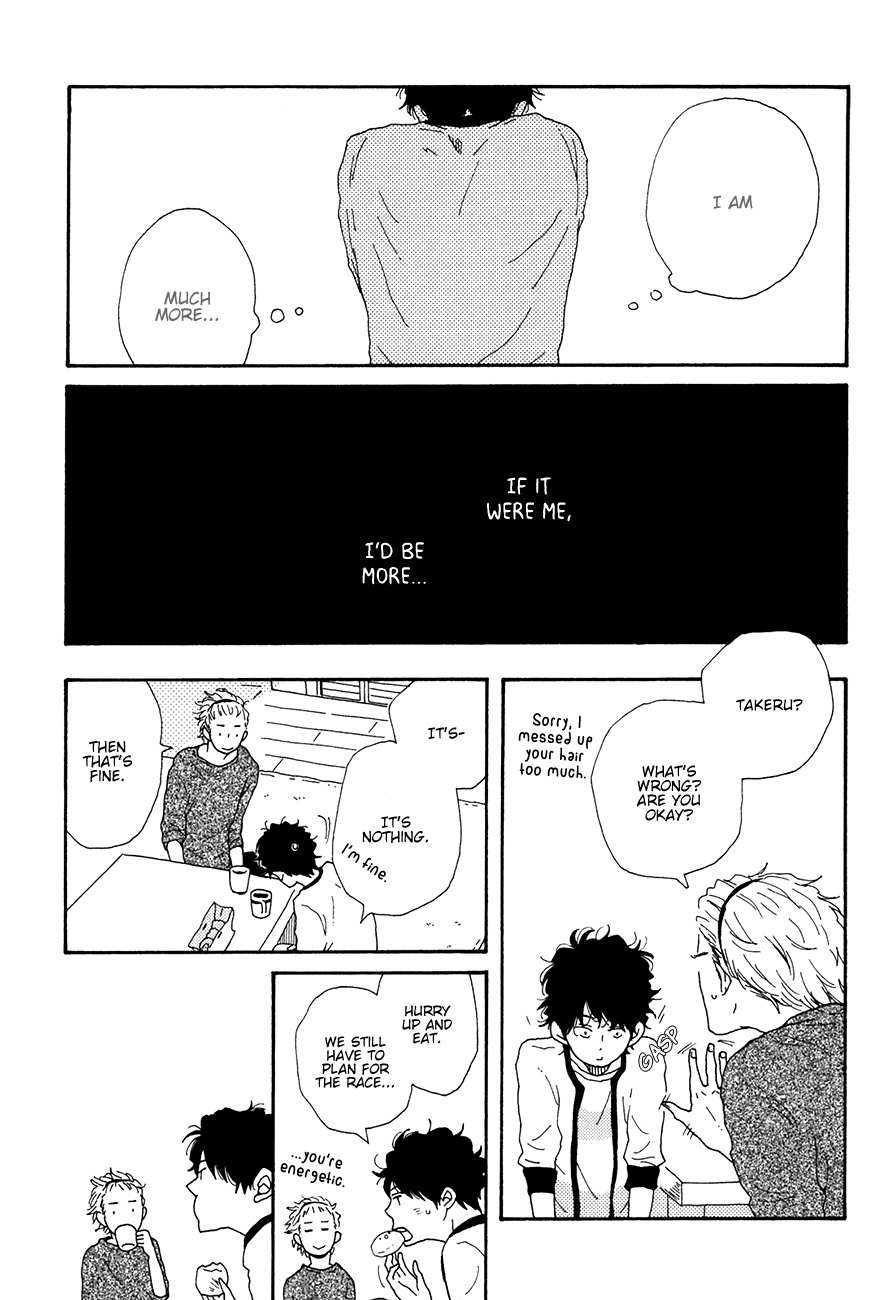 I AM
MUCH
MORE...
IF IT
WERE ME,
I'D BE
MORE...
TAKERU?
WHAT'S
WRONG?
ARE YOU
OKAY?
Sorry, I
messed up
your hair
too much.
GASP
IT'S-
IT'S
NOTHING.
I'm fine.
THEN
THAT'S
FINE.
HURRY
UP AND
EAT.
WE STILL
HAVE TO
PLAN FOR
THE RACE...
...you're
energetic.